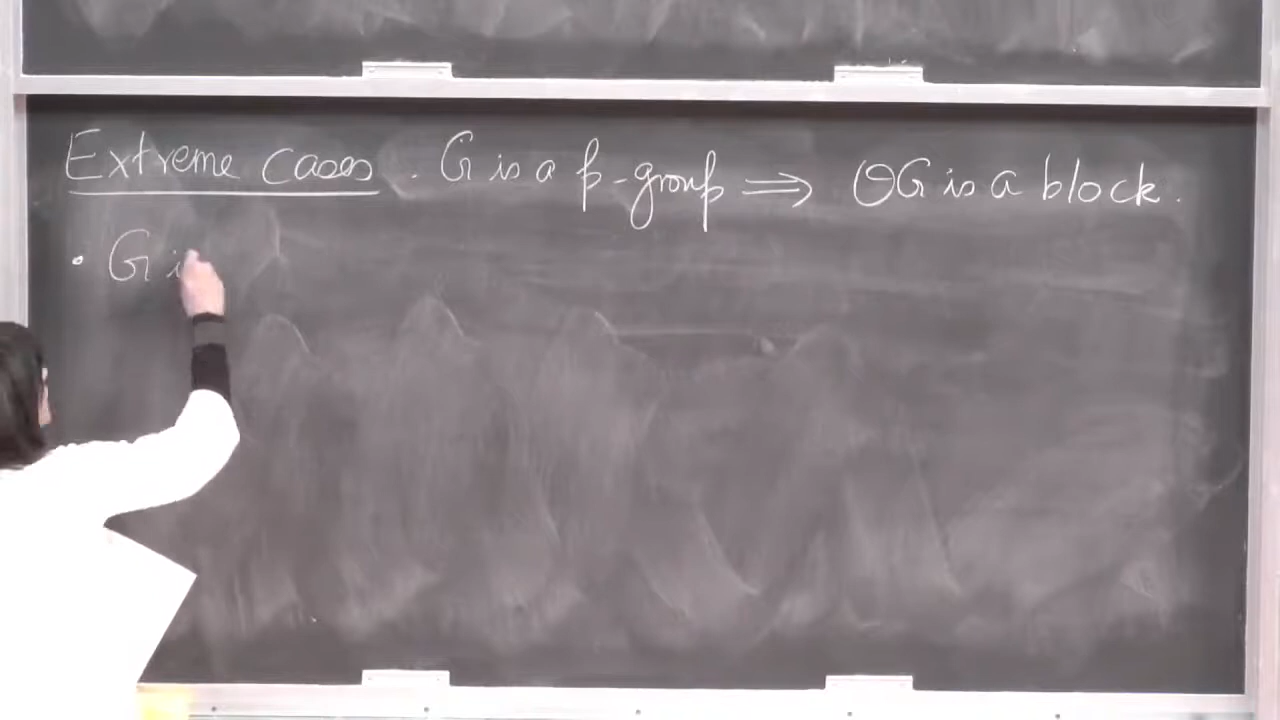 Extreme cases . G is a p-group ⟹ OG is a block.
• G i